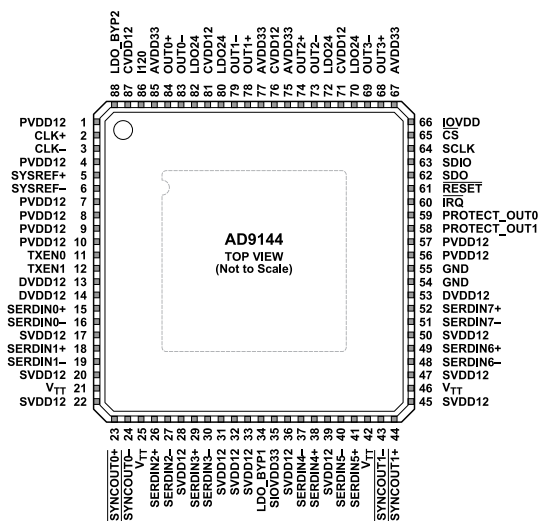 88 LDO_BYP2
87 CVDD12
86 I120
85 AVDD33
84 OUT0+
83 OUT0–
82 LDO24
81 CVDD12
80 LDO24
79 OUT1–
78 OUT1+
77 AVDD33
76 CVDD12
75 AVDD33
74 OUT2+
73 OUT2–
72 LDO24
71 CVDD12
70 LDO24
69 OUT3–
68 OUT3+
67 AVDD33
PVDD12 1
CLK+ 2
CLK– 3
PVDD12 4
SYSREF+ 5
SYSREF– 6
PVDD12 7
PVDD12 8
PVDD12 9
PVDD12 10
TXEN0 11
TXEN1 12
DVDD12 13
DVDD12 14
SERDIN0+ 15
SERDIN0– 16
SVDD12 17
SERDIN1+ 18
SERDIN1– 19
SVDD12 20
VTT 21
SVDD12 22
AD9144
TOP VIEW
(Not to Scale)
66 IOVDD
65 CS
64 SCLK
63 SDIO
62 SDO
61 RESET
60 IRQ
59 PROTECT_OUT0
58 PROTECT_OUT1
57 PVDD12
56 PVDD12
55 GND
54 GND
53 DVDD12
52 SERDIN7+
51 SERDIN7–
50 SVDD12
49 SERDIN6+
48 SERDIN6–
47 SVDD12
46 VTT
45 SVDD12
SYNCOUT0+ 23
SYNCOUT0– 24
VTT 25
SERDIN2+ 26
SERDIN2– 27
SVDD12 28
SERDIN3+ 29
SERDIN3– 30
SVDD12 31
SVDD12 32
SVDD12 33
LDO_BYP1 34
SIOVDD33 35
SVDD12 36
SERDIN4– 37
SERDIN4+ 38
SVDD12 39
SERDIN5– 40
SERDIN5+ 41
VTT 42
SYNCOUT1– 43
SYNCOUT1+ 44